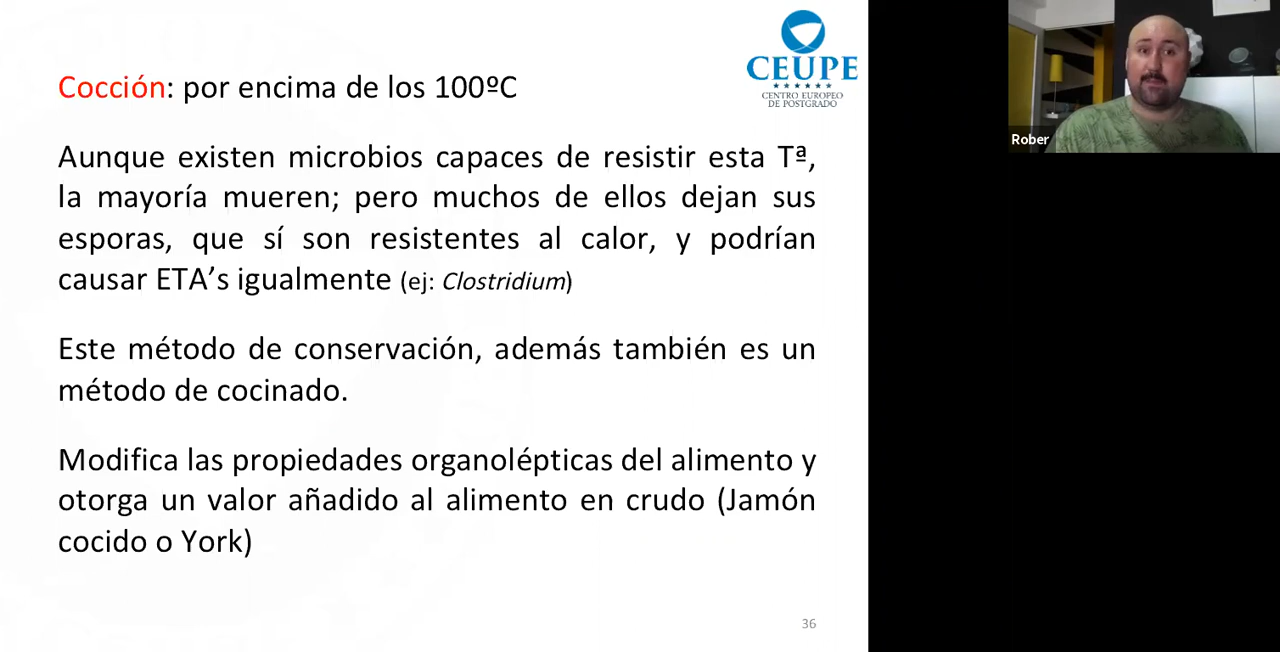 CEUPE
CENTRO EUROPEO
DE POSTGRADO
Cocción: por encima de los 100ºC
Rober
Aunque existen microbios capaces de resistir esta Tª,
la mayoría mueren; pero muchos de ellos dejan sus
esporas, que sí son resistentes al calor, y podrían
causar ETA’s igualmente (ej: Clostridium)
Este método de conservación, además también es un
método de cocinado.
Modifica las propiedades organolépticas del alimento y
otorga un valor añadido al alimento en crudo (Jamón
cocido o York)
36